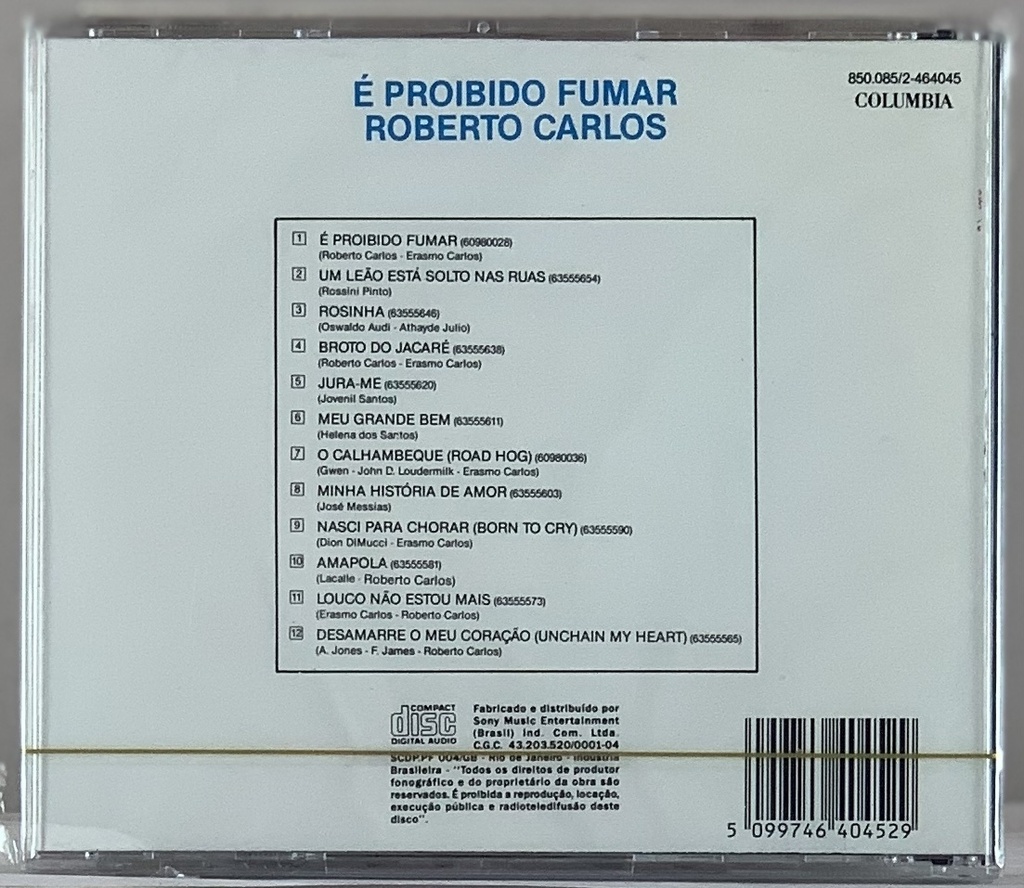 É PROIBIDO FUMAR
ROBERTO CARLOS
850.085/2-464045
COLUMBIA
1 É PROIBIDO FUMAR (60980028)
(Roberto Carlos - Erasmo Carlos)
2 UM LEÃO ESTÁ SOLTO NAS RUAS (63555654)
(Rossini Pinto)
3 ROSINHA (63555646)
(Oswaldo Audi - Athayde Julio)
4 BROTO DO JACARÉ (63555638)
(Roberto Carlos - Erasmo Carlos)
5 JURA-ME (63555620)
(Jovenil Santos)
6 MEU GRANDE BEM (63555611)
(Helena dos Santos)
7 O CALHAMBEQUE (ROAD HOG) (60980036)
(Gwen - John D. Loudermilk - Erasmo Carlos)
8 MINHA HISTÓRIA DE AMOR (63555603)
(José Messias)
9 NASCI PARA CHORAR (BORN TO CRY) (63555590)
(Dion DiMucci - Erasmo Carlos)
10 AMAPOLA (63555581)
(Lacalle - Roberto Carlos)
11 LOUCO NÃO ESTOU MAIS (63555573)
(Erasmo Carlos - Roberto Carlos)
12 DESAMARRE O MEU CORAÇÃO (UNCHAIN MY HEART) (63555565)
(A. Jones - F. James - Roberto Carlos)
COMPACT
disc
DIGITAL AUDIO
Fabricado e distribuído por
Sony Music Entertainment
(Brasil) Ind. Com. Ltda.
C.G.C. 43.203.520/0001-04
SCDP.PF 004/GB - Rio de Janeiro - Indústria
Brasileira - "Todos os direitos de produtor
fonográfico e do proprietário da obra são
reservados. É proibida a reprodução, locação,
execução pública e radioteledifusão deste
disco".
5 099746 404529